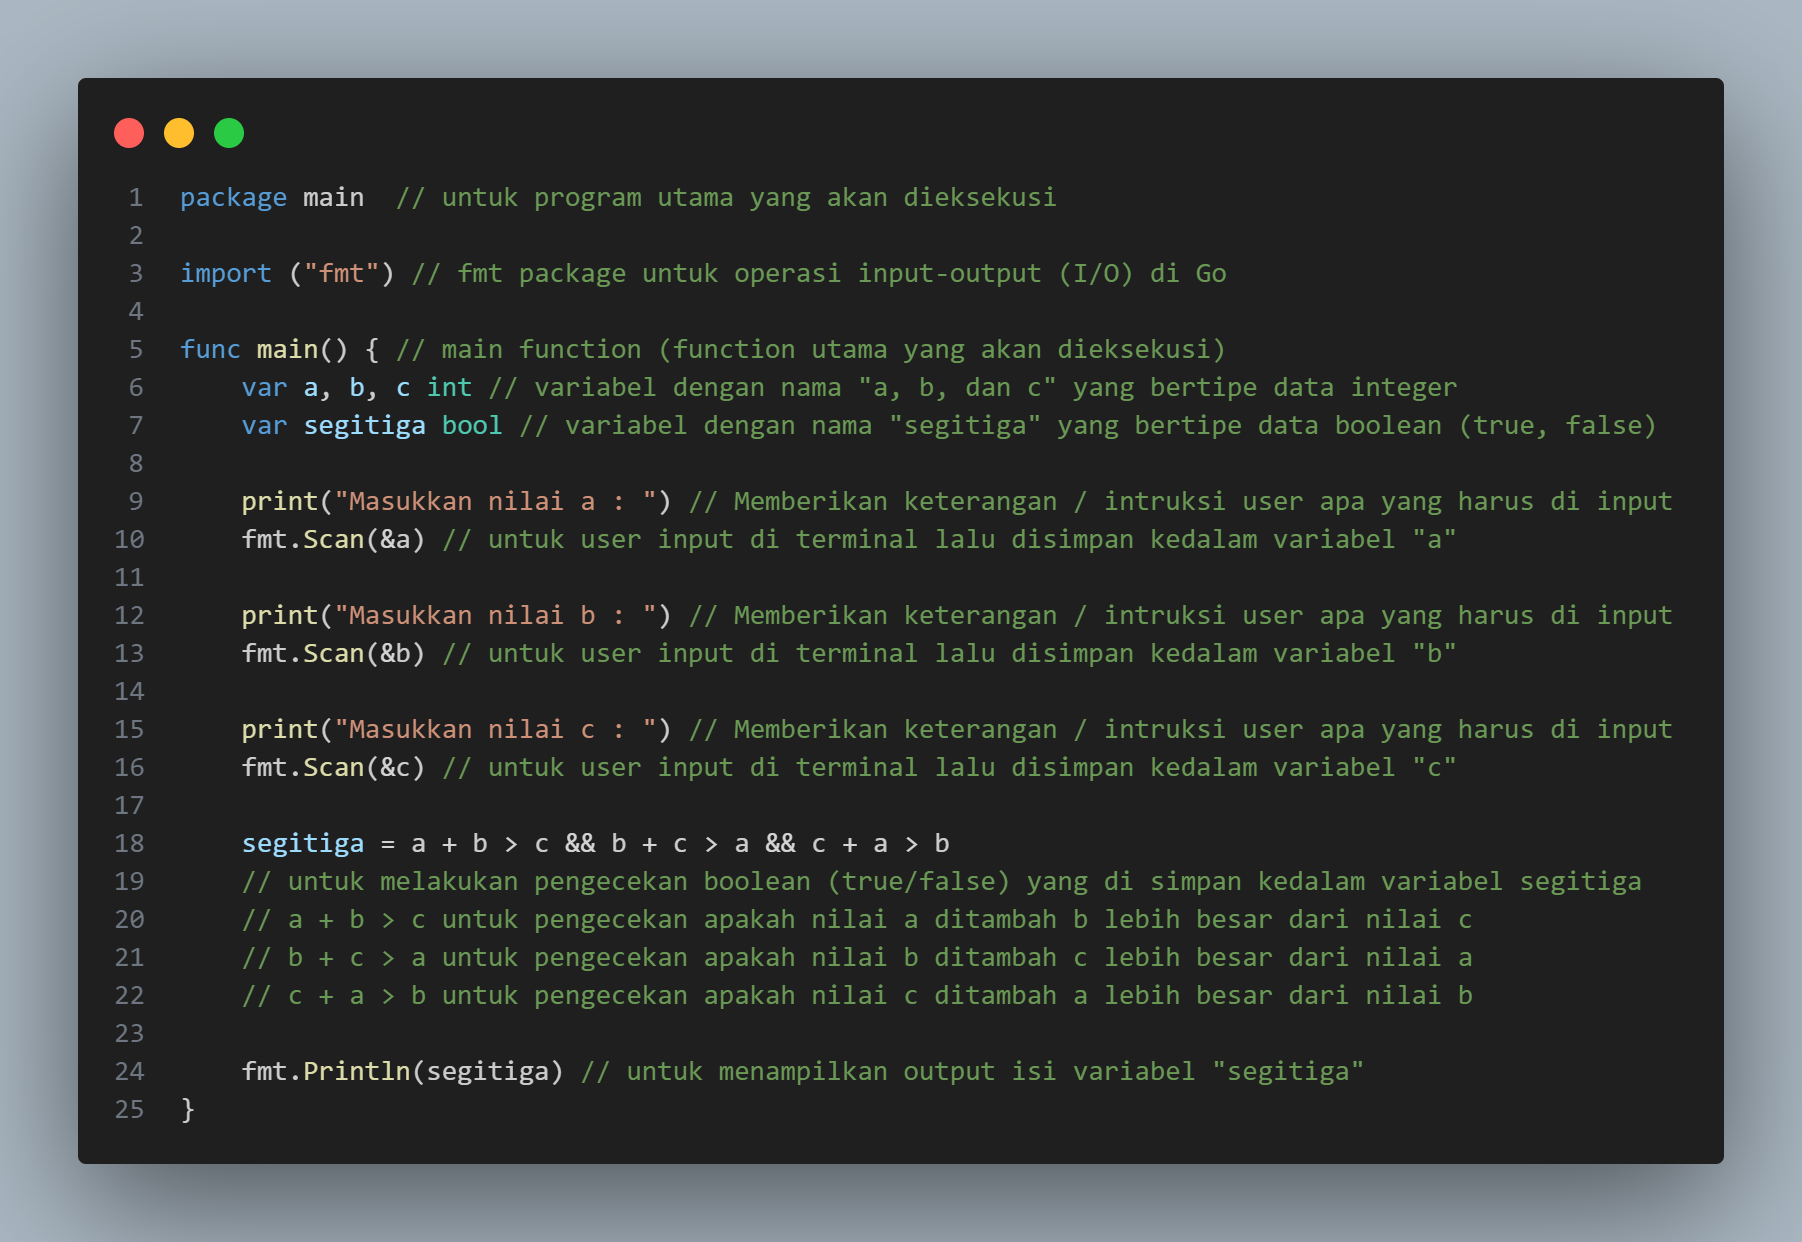 1 package main  // untuk program utama yang akan dieksekusi
2
3 import ("fmt") // fmt package untuk operasi input-output (I/O) di Go
4
5 func main() { // main function (function utama yang akan dieksekusi)
6     var a, b, c int // variabel dengan nama "a, b, dan c" yang bertipe data integer
7     var segitiga bool // variabel dengan nama "segitiga" yang bertipe data boolean (true, false)
8
9     print("Masukkan nilai a : ") // Memberikan keterangan / intruksi user apa yang harus di input
10     fmt.Scan(&a) // untuk user input di terminal lalu disimpan kedalam variabel "a"
11
12     print("Masukkan nilai b : ") // Memberikan keterangan / intruksi user apa yang harus di input
13     fmt.Scan(&b) // untuk user input di terminal lalu disimpan kedalam variabel "b"
14
15     print("Masukkan nilai c : ") // Memberikan keterangan / intruksi user apa yang harus di input
16     fmt.Scan(&c) // untuk user input di terminal lalu disimpan kedalam variabel "c"
17
18     segitiga = a + b > c && b + c > a && c + a > b
19     // untuk melakukan pengecekan boolean (true/false) yang di simpan kedalam variabel segitiga
20     // a + b > c untuk pengecekan apakah nilai a ditambah b lebih besar dari nilai c
21     // b + c > a untuk pengecekan apakah nilai b ditambah c lebih besar dari nilai a
22     // c + a > b untuk pengecekan apakah nilai c ditambah a lebih besar dari nilai b
23
24     fmt.Println(segitiga) // untuk menampilkan output isi variabel "segitiga"
25 }